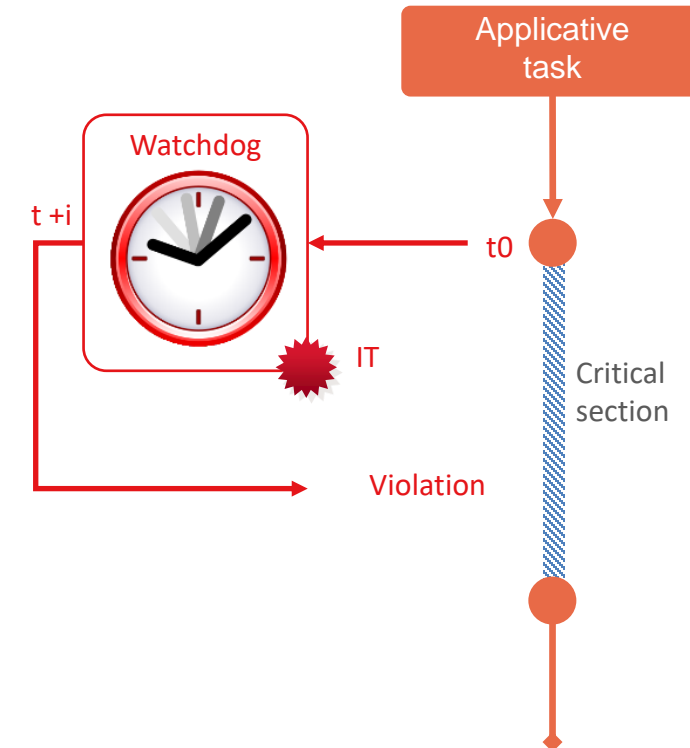 Applicative
task
Watchdog
t +i
t0
IT
Critical
section
Violation